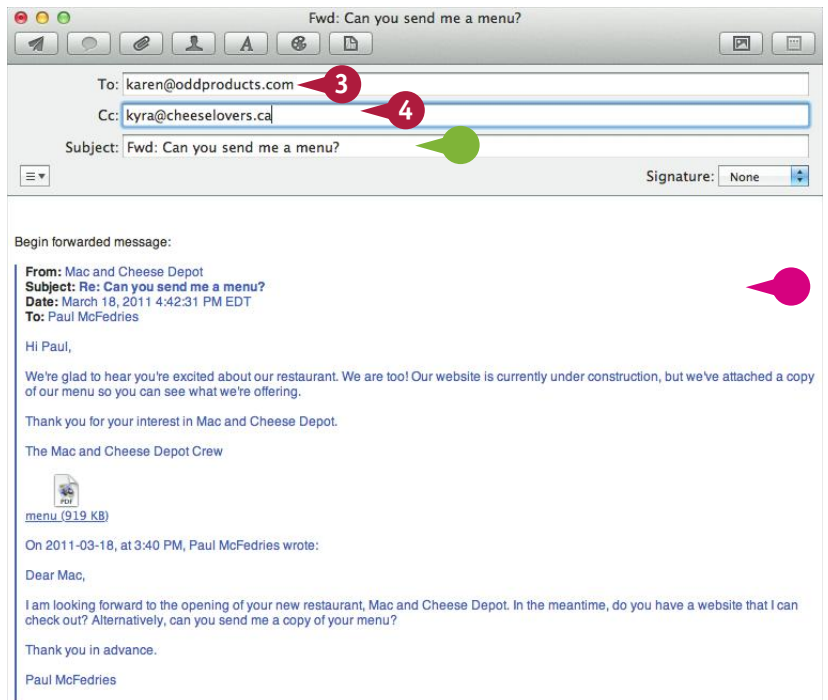 Fwd: Can you send me a menu?
To: karen@oddproducts.com 3
Cc: kyra@cheeselovers.ca 4
Subject: Fwd: Can you send me a menu?
Signature: None
Begin forwarded message:
From: Mac and Cheese Depot
Subject: Re: Can you send me a menu?
Date: March 18, 2011 4:42:31 PM EDT
To: Paul McFedries
Hi Paul,
We're glad to hear you're excited about our restaurant. We are too! Our website is currently under construction, but we've attached a copy
of our menu so you can see what we're offering.
Thank you for your interest in Mac and Cheese Depot.
The Mac and Cheese Depot Crew
PDF
menu (919 KB)
On 2011-03-18, at 3:40 PM, Paul McFedries wrote:
Dear Mac,
I am looking forward to the opening of your new restaurant, Mac and Cheese Depot. In the meantime, do you have a website that I can
check out? Alternatively, can you send me a copy of your menu?
Thank you in advance.
Paul McFedries